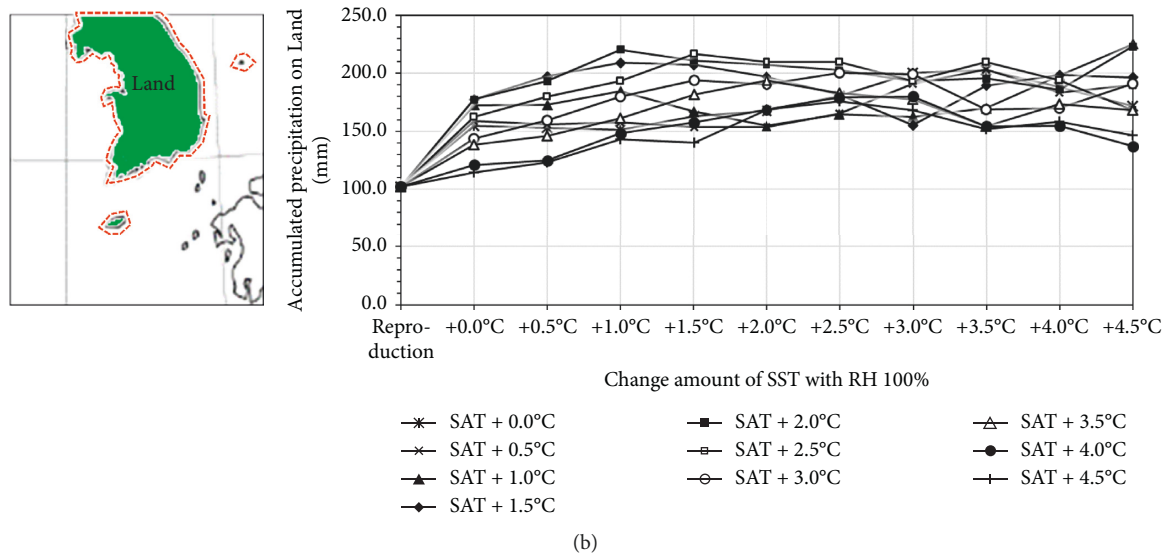 Land
Accumulated precipitation on Land
(mm)
250.0
200.0
150.0
100.0
50.0
0.0
Repro-
duction
+0.0°C +0.5°C +1.0°C +1.5°C +2.0°C +2.5°C +3.0°C +3.5°C +4.0°C +4.5°C
Change amount of SST with RH 100%
SAT + 0.0°C
SAT + 0.5°C
SAT + 1.0°C
SAT + 1.5°C
SAT + 2.0°C
SAT + 2.5°C
SAT + 3.0°C
SAT + 3.5°C
SAT + 4.0°C
SAT + 4.5°C
(b)